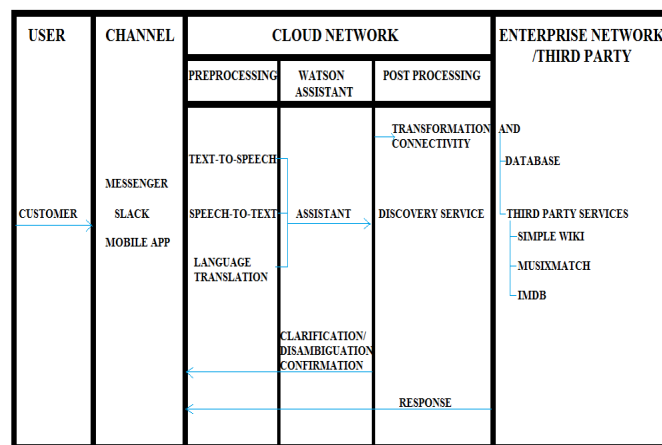 USER
CHANNEL
CLOUD NETWORK
ENTERPRISE NETWORK
/THIRD PARTY
PREPROCESSING
WATSON
ASSISTANT
POST PROCESSING
TRANSFORMATION AND
CONNECTIVITY
TEXT-TO-SPEECH
DATABASE
MESSENGER
CUSTOMER
SLACK
SPEECH-TO-TEXT
ASSISTANT
DISCOVERY SERVICE
THIRD PARTY SERVICES
MOBILE APP
SIMPLE WIKI
LANGUAGE
TRANSLATION
MUSIXMATCH
IMDB
CLARIFICATION/
DISAMBIGUATION
CONFIRMATION
RESPONSE